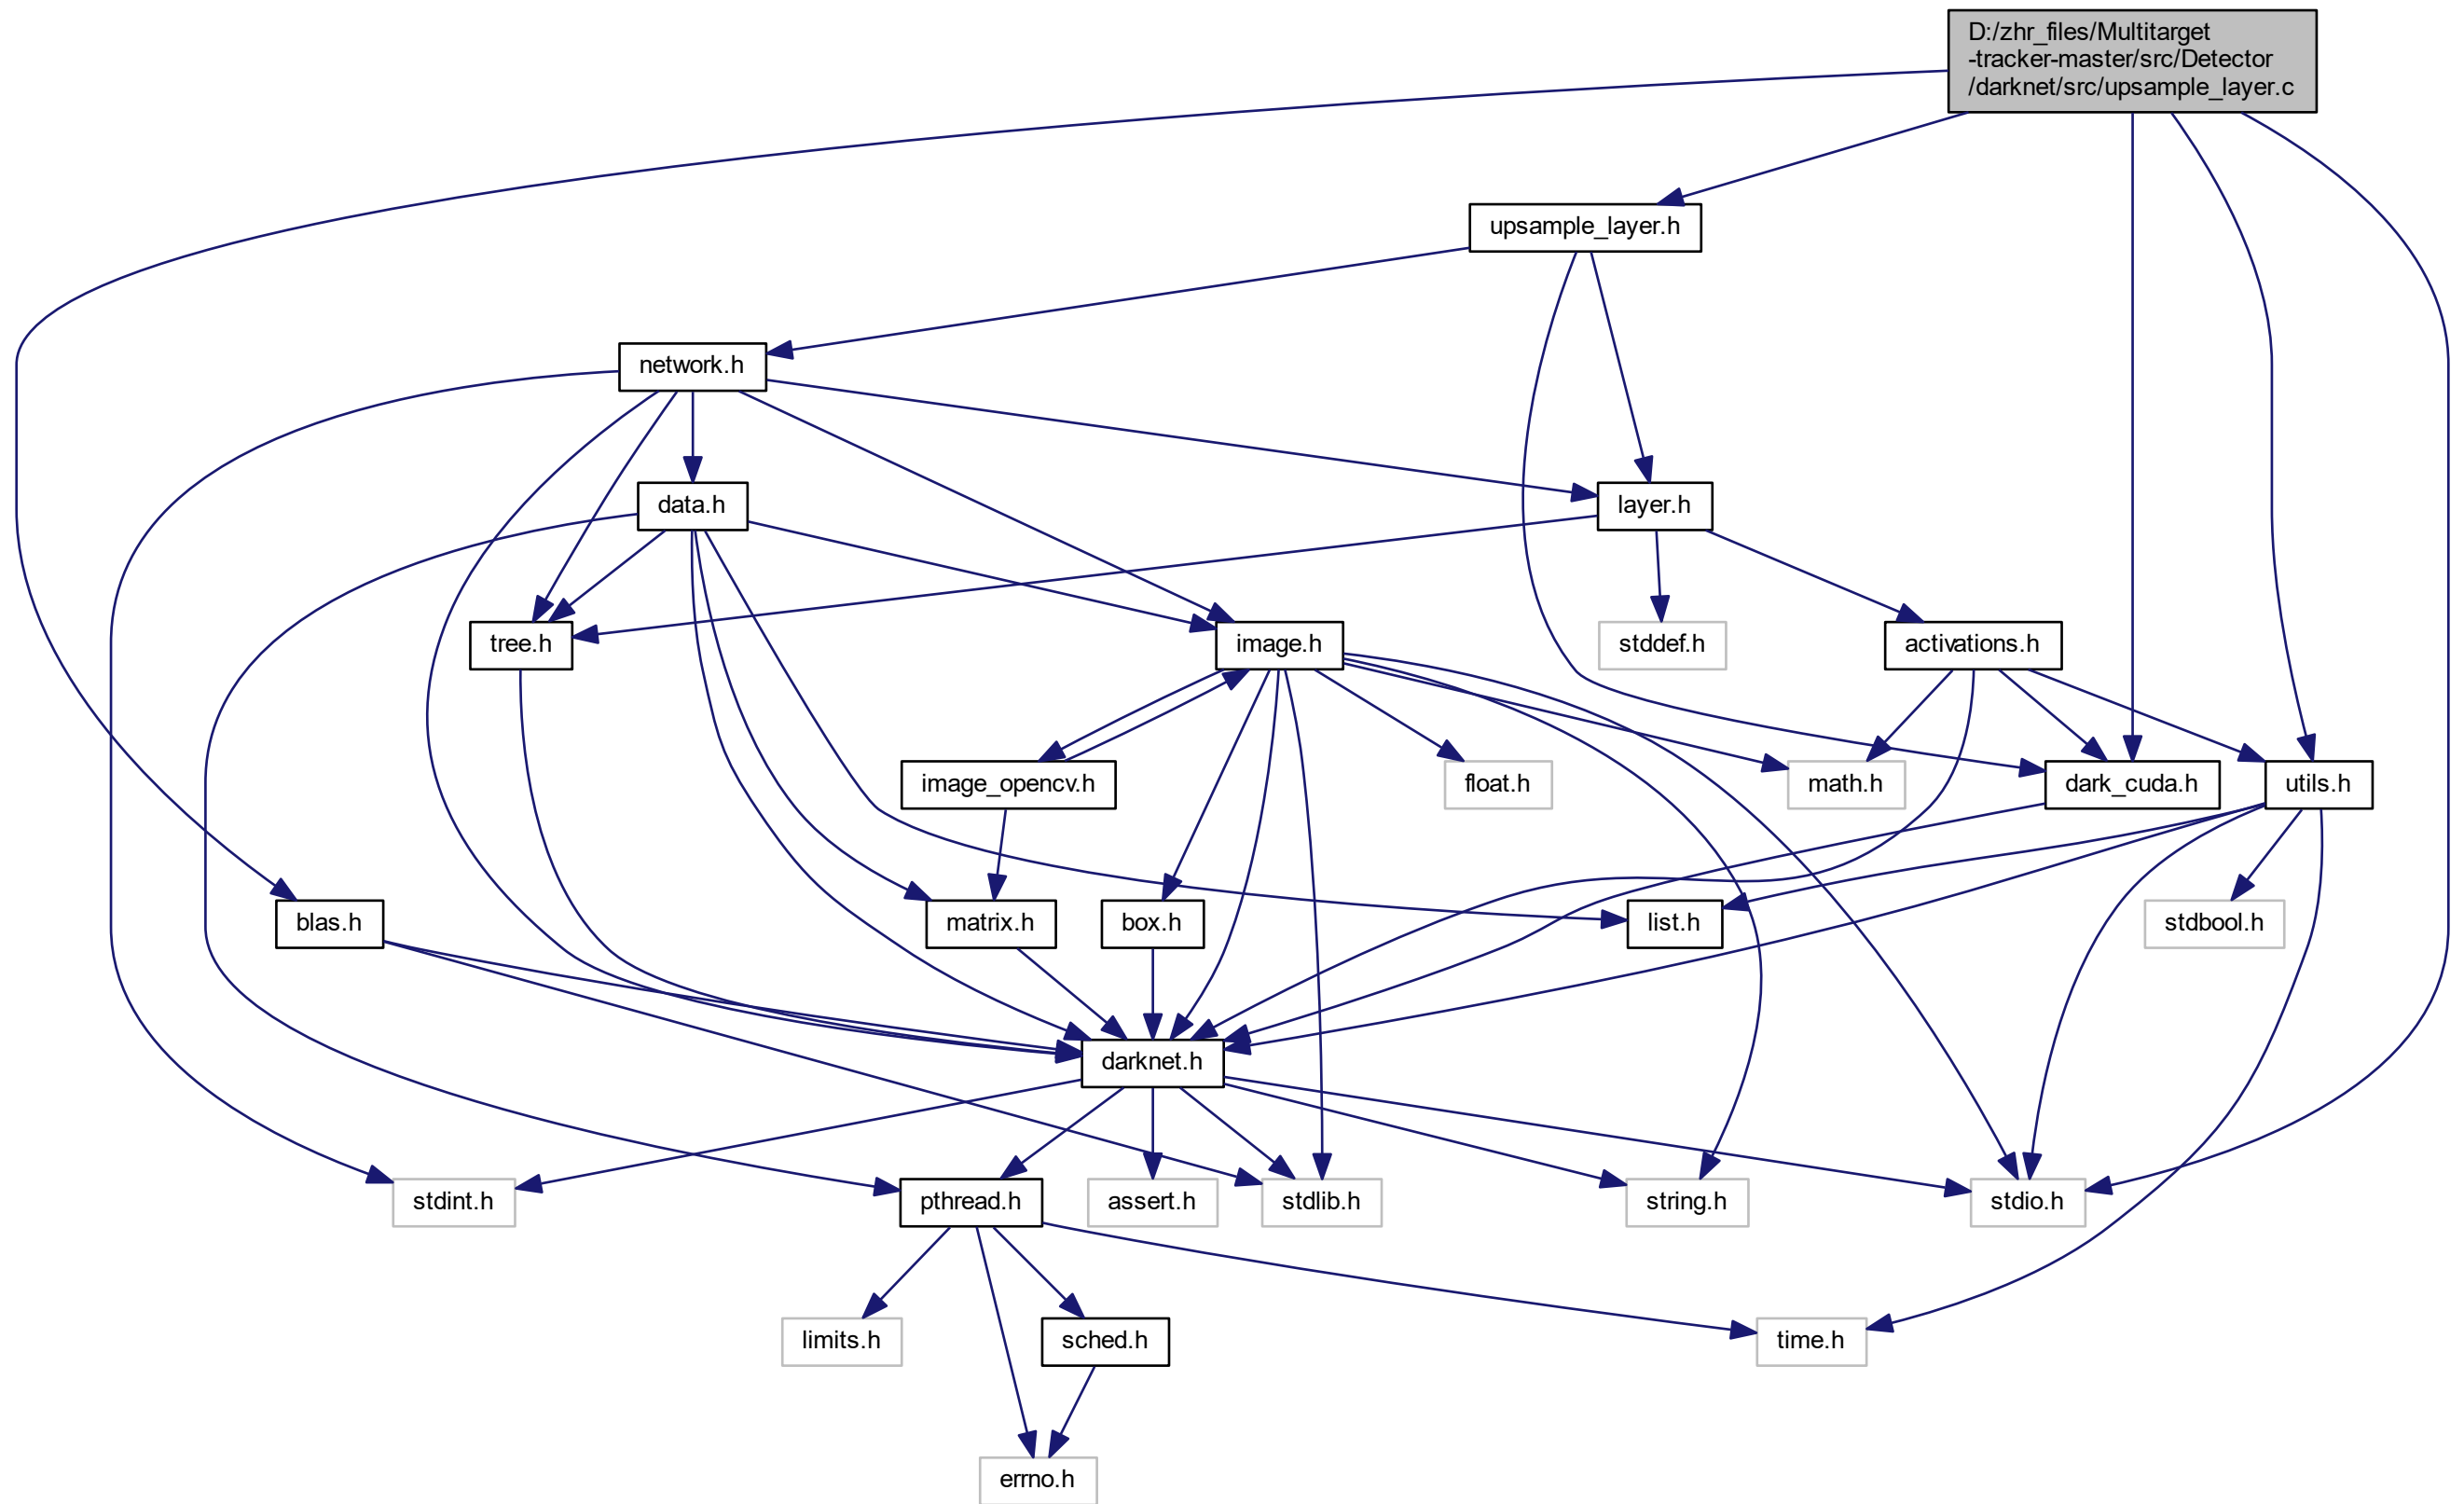 D:/zhr_files/Multitarget
-tracker-master/src/Detector
/darknet/src/upsample_layer.c
upsample_layer.h
network.h
data.h
layer.h
tree.h
image.h
stddef.h
activations.h
image_opencv.h
float.h
math.h
dark_cuda.h
utils.h
blas.h
matrix.h
box.h
list.h
stdbool.h
darknet.h
stdint.h
pthread.h
assert.h
stdlib.h
string.h
stdio.h
limits.h
sched.h
time.h
errno.h